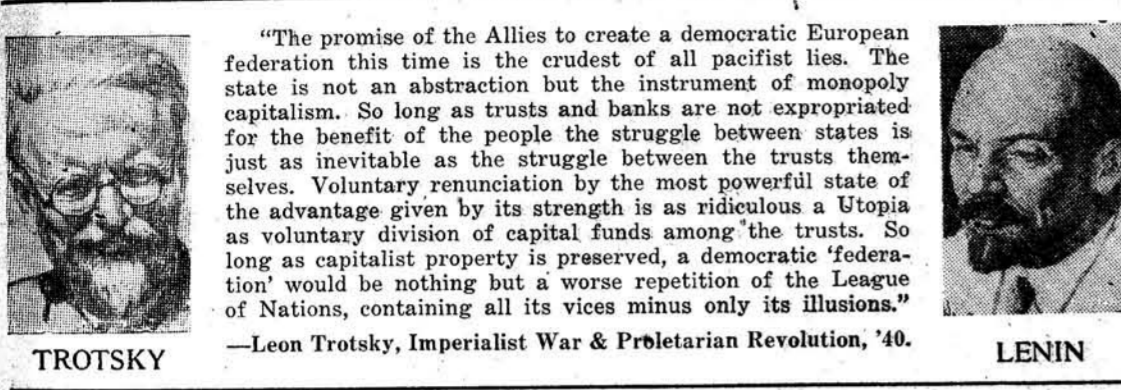 “The promise of the Allies to create a democratic European
federation this time is the crudest of all pacifist lies. The
state is not an abstraction but the instrument of monopoly
capitalism. So long as trusts and banks are not expropriated
for the benefit of the people the struggle between states is
just as inevitable as the struggle between the trusts them-
selves. Voluntary renunciation by the most powerful state of
the advantage given by its strength is as ridiculous a Utopia
as voluntary division of capital funds among the trusts. So
long as capitalist property is preserved, a democratic ‘federa-
tion’ would be nothing but a worse repetition of the League
of Nations, containing all its vices minus only its illusions.”
—Leon Trotsky, Imperialist War & Proletarian Revolution, ’40.
TROTSKY
LENIN